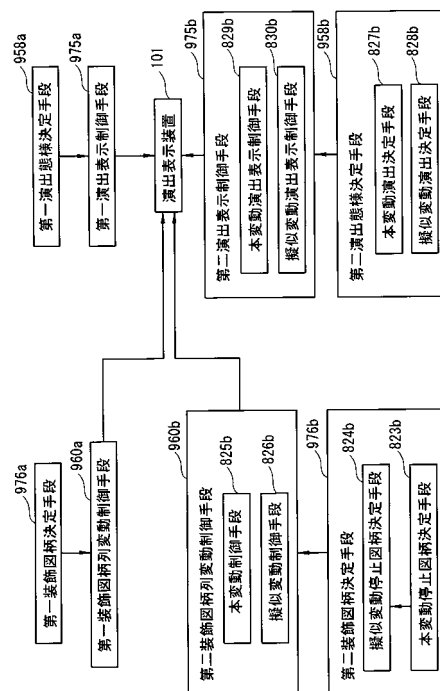 958a
第一演出態様決定手段
975a
第一演出表示制御手段
101
演出表示装置
975b
第二演出表示制御手段
829b
本変動演出表示制御手段
830b
擬似変動演出表示制御手段
958b
第二演出態様決定手段
827b
本変動演出決定手段
828b
擬似変動演出決定手段
976a
第一装飾図柄決定手段
960a
第一装飾図柄列変動制御手段
960b
第二装飾図柄列変動制御手段
825b
本変動制御手段
826b
擬似変動制御手段
976b
第二装飾図柄決定手段
824b
擬似変動停止図柄決定手段
823b
本変動停止図柄決定手段